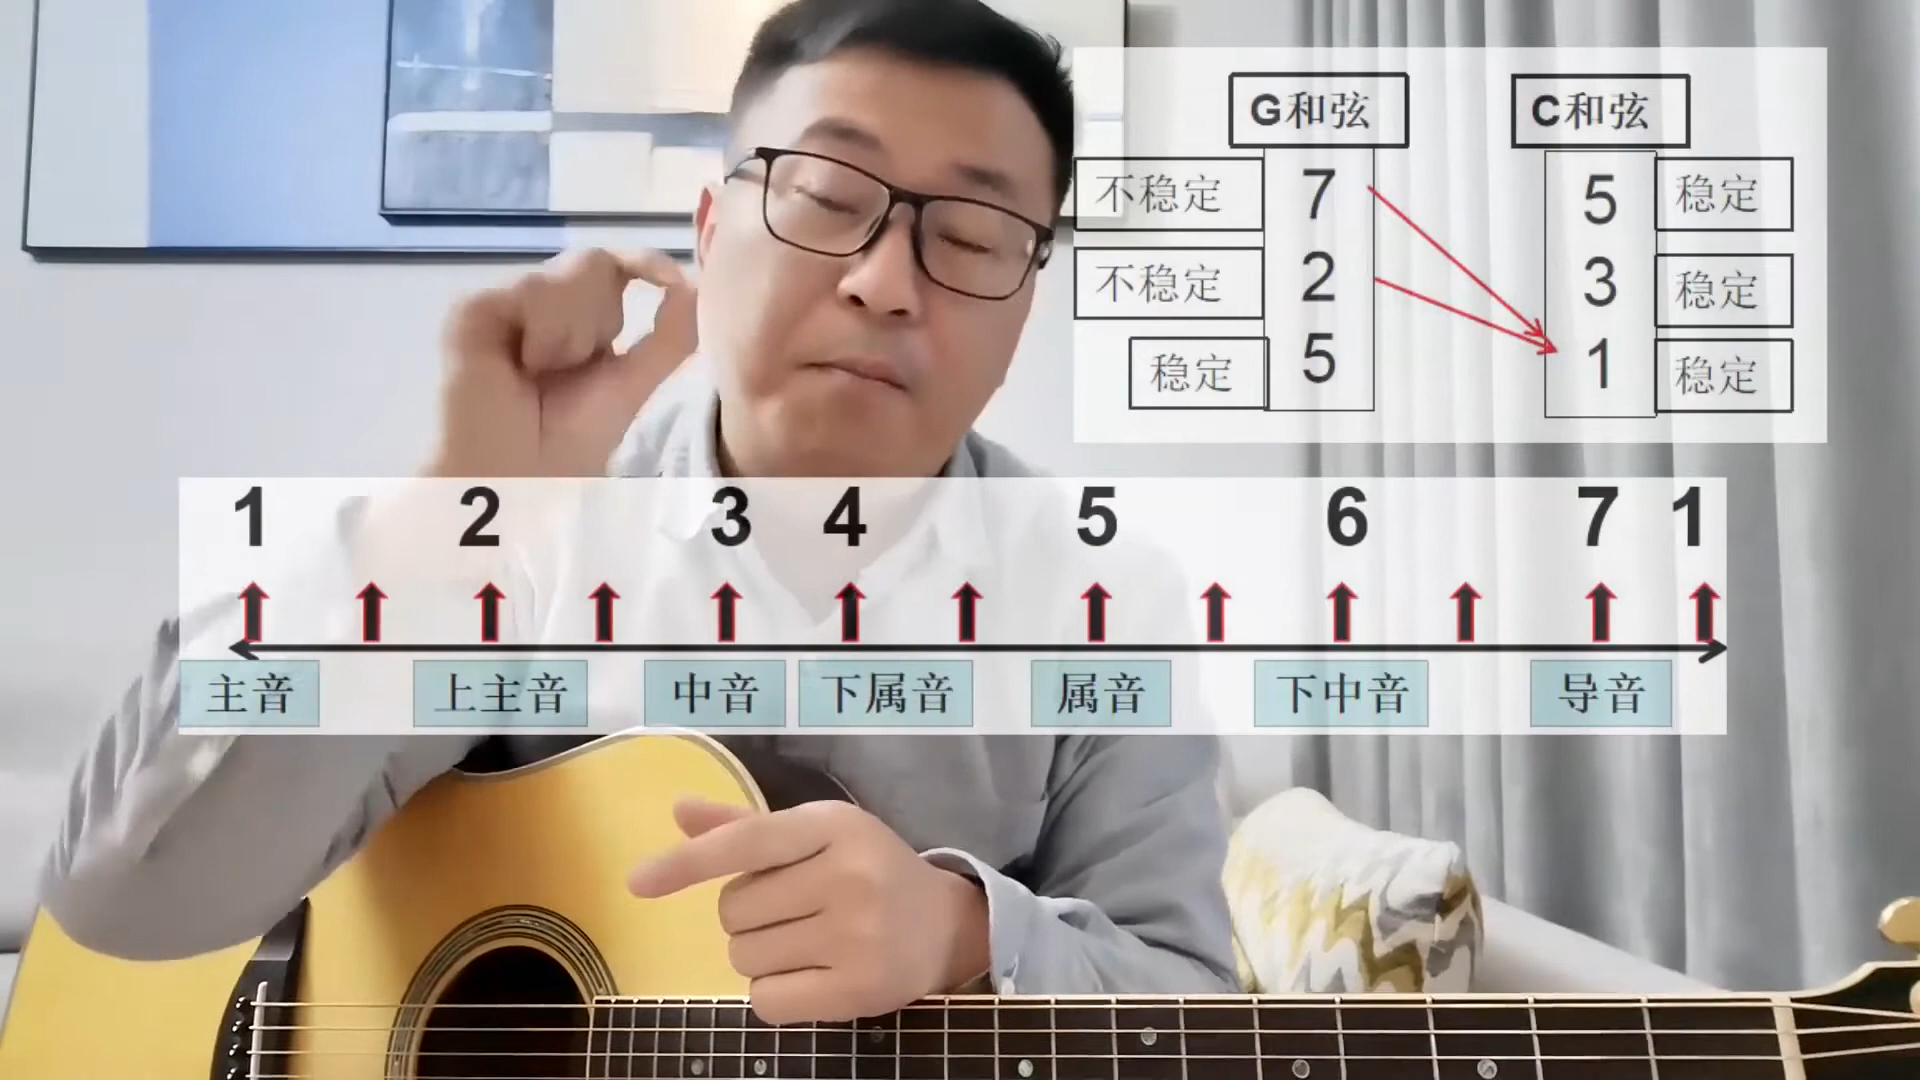 G和弦 C和弦
不稳定 7 5 稳定
不稳定 2 3 稳定
稳定 5 1 稳定
1 2 3 4 5 6 7 1
主音 上主音 中音 下属音 属音 下中音 导音